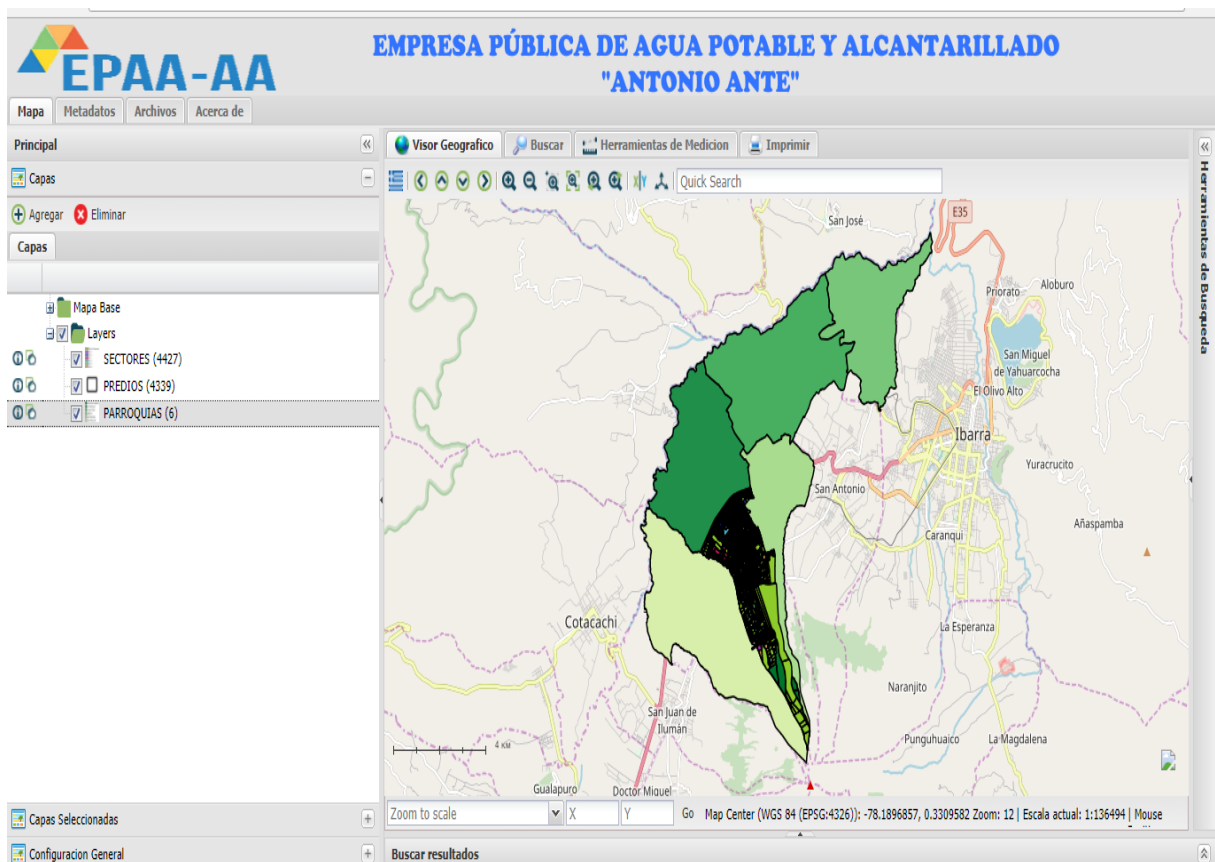 EPAA-AA
EMPRESA PÚBLICA DE AGUA POTABLE Y ALCANTARILLADO
"ANTONIO ANTE"
Mapa
Metadatos
Archivos
Acerca de
Principal
Capas
Agregar
Eliminar
Capas
Mapa Base
Layers
SECTORES (4427)
PREDIOS (4339)
PARROQUIAS (6)
Capas Seleccionadas
Configuracion General
Visor Geografico
Buscar
Herramientas de Medicion
Imprimir
X|Y
Quick Search
San José
E35
Priorato
Aloburo
San Miguel
de Yahuarcocha
El Olivo Alto
Ibarra
Yuracrucito
San Antonio
Añaspamba
Caranqui
Cotacachi
La Esperanza
Naranjito
San Juan de
Ilumán
Punguhuaico
La Magdalena
4 KM
Gualapuro
Doctor Miguel
Zoom to scale
X
Y
Go
Map Center (WGS 84 (EPSG:4326)): -78.1896857, 0.3309582 Zoom: 12 | Escala actual: 1:136494 | Mouse
Buscar resultados
Herramientas de Busqueda